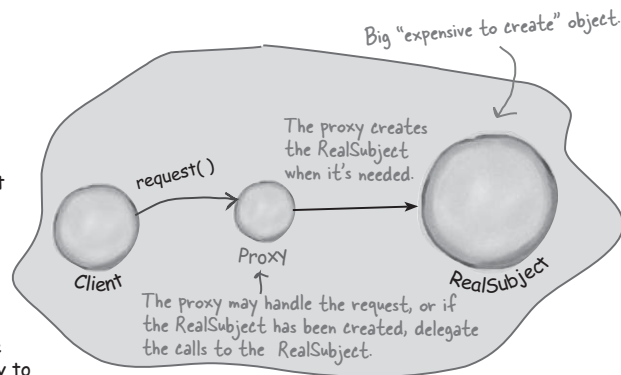 Big "expensive to create" object.
The proxy creates
the RealSubject
when it's needed.
request()
Client
Proxy
RealSubject
The proxy may handle the request, or if
the RealSubject has been created, delegate
the calls to the RealSubject.
y to